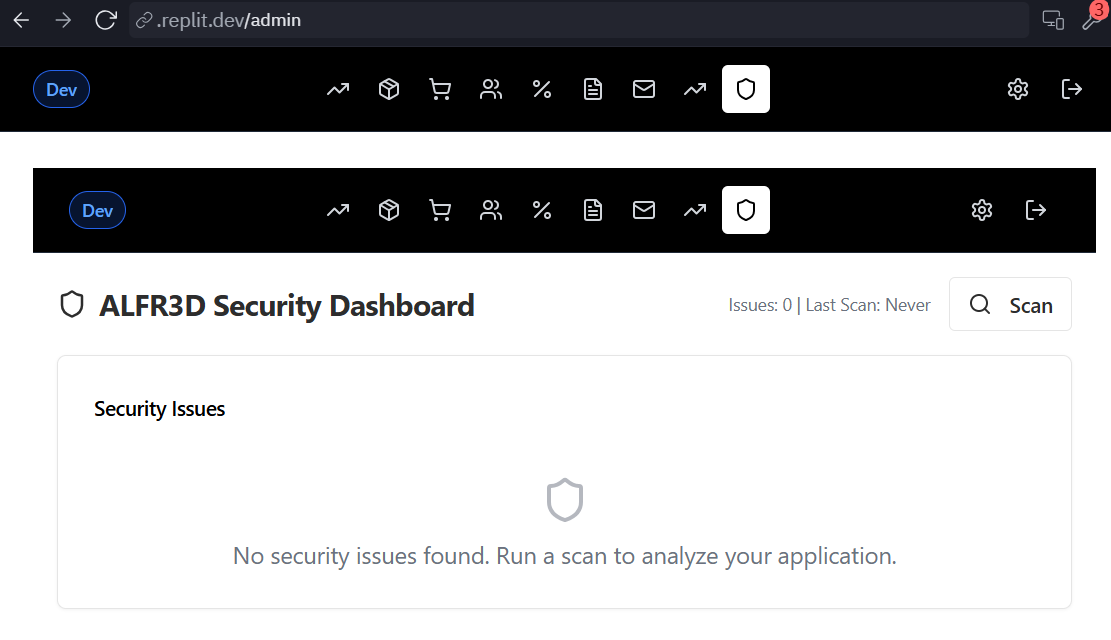 .replit.dev/admin
3
Dev
Dev
ALFR3D Security Dashboard
Issues: 0 | Last Scan: Never
Scan
Security Issues
No security issues found. Run a scan to analyze your application.